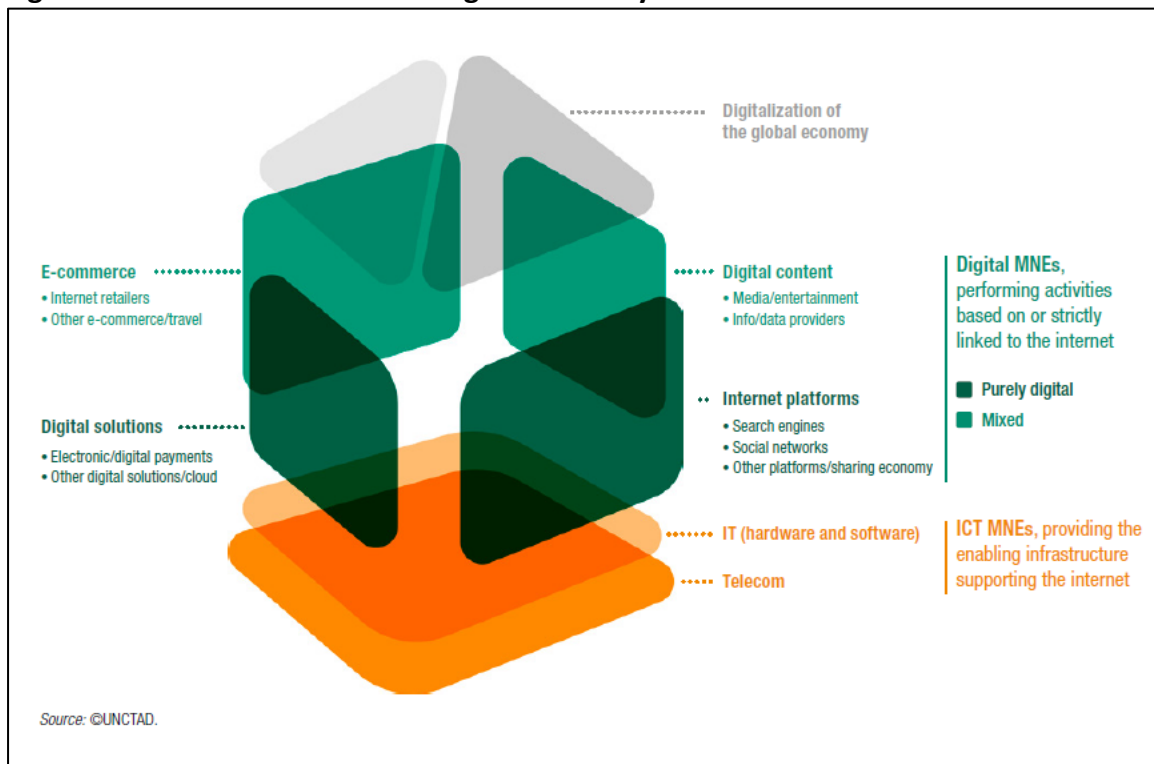 Digitalization of
the global economy
E-commerce
• Internet retailers
• Other e-commerce/travel
Digital content
• Media/entertainment
• Info/data providers
Digital MNEs,
performing activities
based on or strictly
linked to the internet
Purely digital
Mixed
Digital solutions
• Electronic/digital payments
• Other digital solutions/cloud
Internet platforms
• Search engines
• Social networks
• Other platforms/sharing economy
IT (hardware and software)
Telecom
ICT MNEs, providing the
enabling infrastructure
supporting the internet
Source: ©UNCTAD.